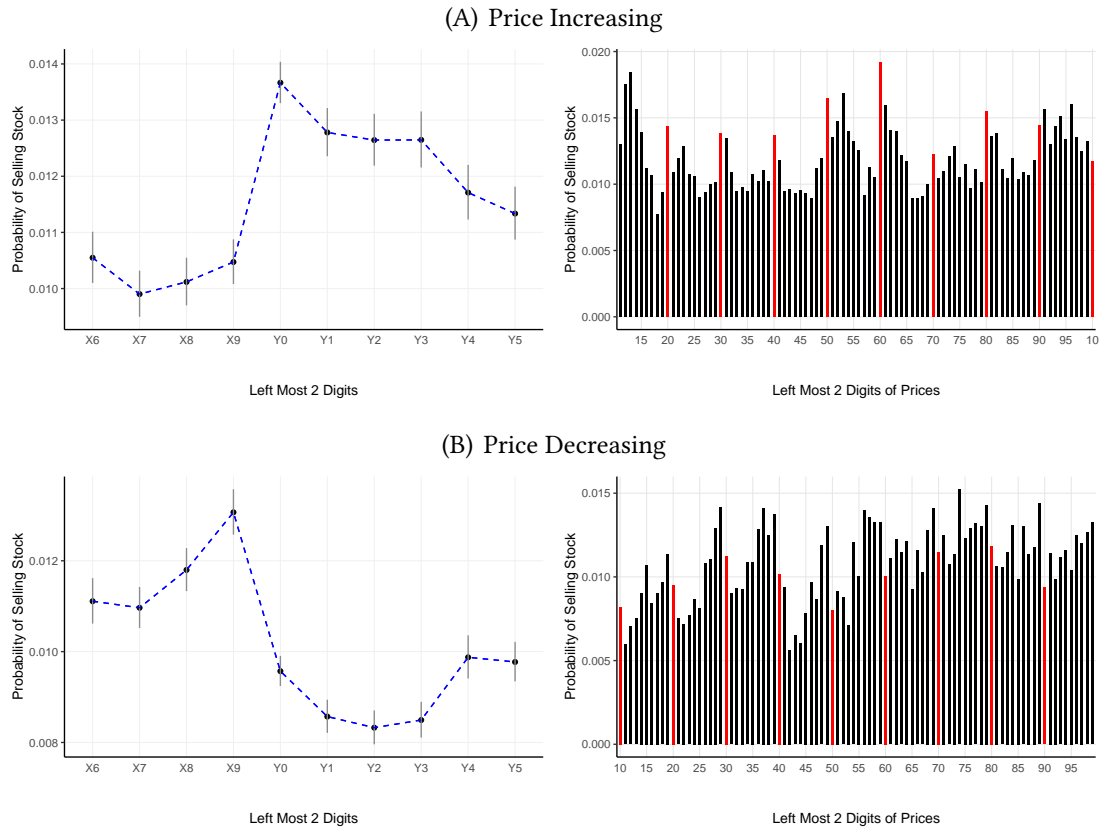 (A) Price Increasing
Probability of Selling Stock
0.014
0.013
0.012
0.011
0.010
X6 X7 X8 X9 Y0 Y1 Y2 Y3 Y4 Y5
Left Most 2 Digits
Probability of Selling Stock
0.020
0.015
0.010
0.005
0.000
15 20 25 30 35 40 45 50 55 60 65 70 75 80 85 90 95 10
Left Most 2 Digits of Prices
(B) Price Decreasing
Probability of Selling Stock
0.012
0.010
0.008
X6 X7 X8 X9 Y0 Y1 Y2 Y3 Y4 Y5
Left Most 2 Digits
Probability of Selling Stock
0.015
0.010
0.005
0.000
10 15 20 25 30 35 40 45 50 55 60 65 70 75 80 85 90 95
Left Most 2 Digits of Prices